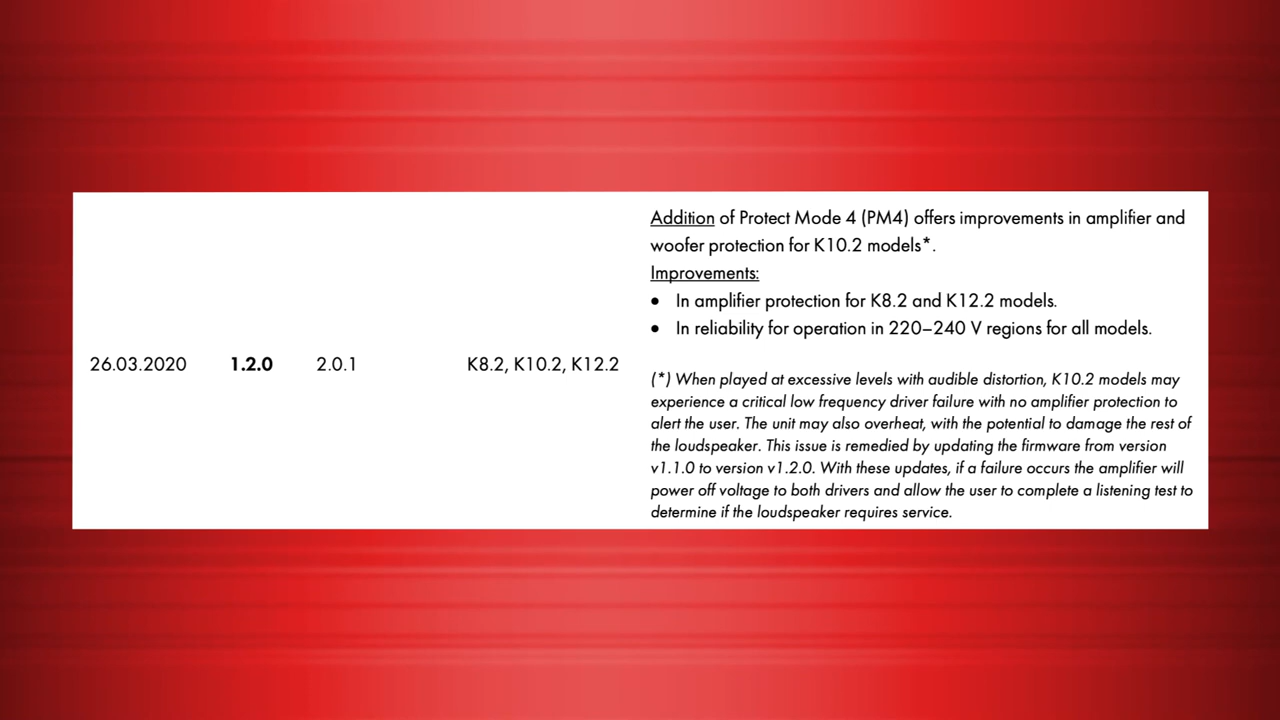 Addition of Protect Mode 4 (PM4) offers improvements in amplifier and
woofer protection for K10.2 models*.
Improvements:
• In amplifier protection for K8.2 and K12.2 models.
• In reliability for operation in 220–240 V regions for all models.
26.03.2020 1.2.0 2.0.1 K8.2, K10.2, K12.2
(*) When played at excessive levels with audible distortion, K10.2 models may
experience a critical low frequency driver failure with no amplifier protection to
alert the user. The unit may also overheat, with the potential to damage the rest of
the loudspeaker. This issue is remedied by updating the firmware from version
v1.1.0 to version v1.2.0. With these updates, if a failure occurs the amplifier will
power off voltage to both drivers and allow the user to complete a listening test to
determine if the loudspeaker requires service.